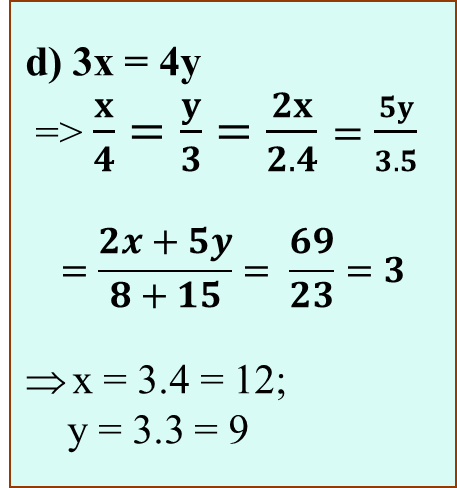 d) 3x = 4y
=> x/4 = y/3 = 2x/2.4 = 5y/3.5
= (2x + 5y)/(8 + 15) = 69/23 = 3
⇒ x = 3.4 = 12;
y = 3.3 = 9